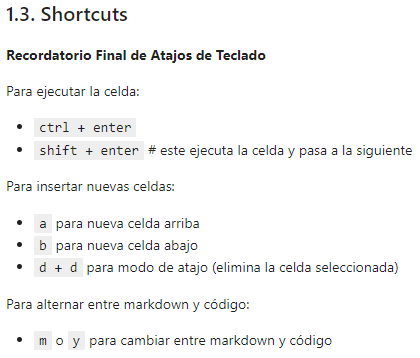 1.3. Shortcuts
Recordatorio Final de Atajos de Teclado
Para ejecutar la celda:
• ctrl + enter
• shift + enter # este ejecuta la celda y pasa a la siguiente
Para insertar nuevas celdas:
• a para nueva celda arriba
• b para nueva celda abajo
• d + d para modo de atajo (elimina la celda seleccionada)
Para alternar entre markdown y código:
• m o y para cambiar entre markdown y código